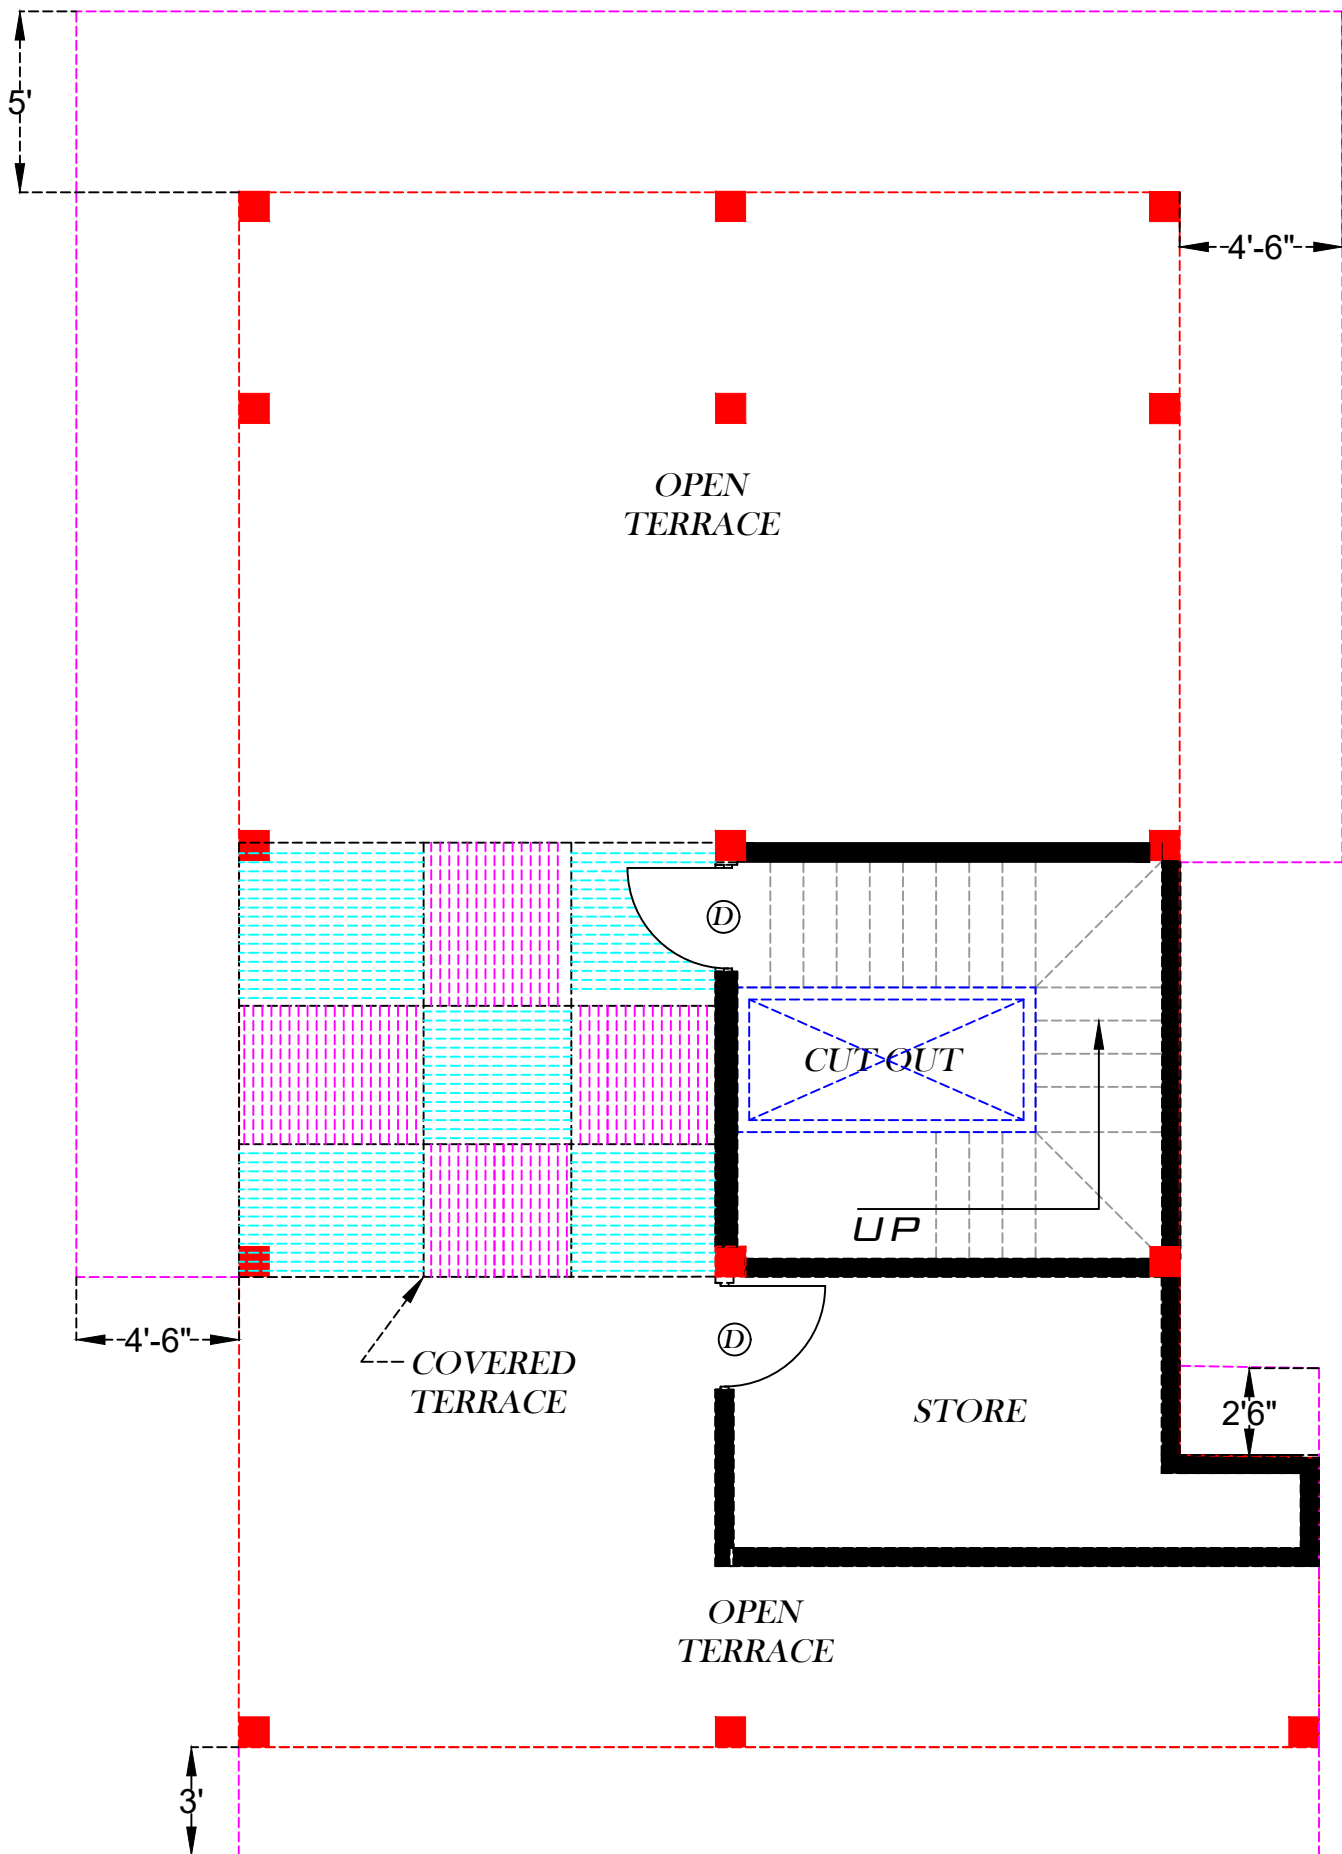 5'
4'-6"
OPEN
TERRACE
D
CUT OUT
UP
4'-6"
D
COVERED
TERRACE
STORE
2'6"
OPEN
TERRACE
3'